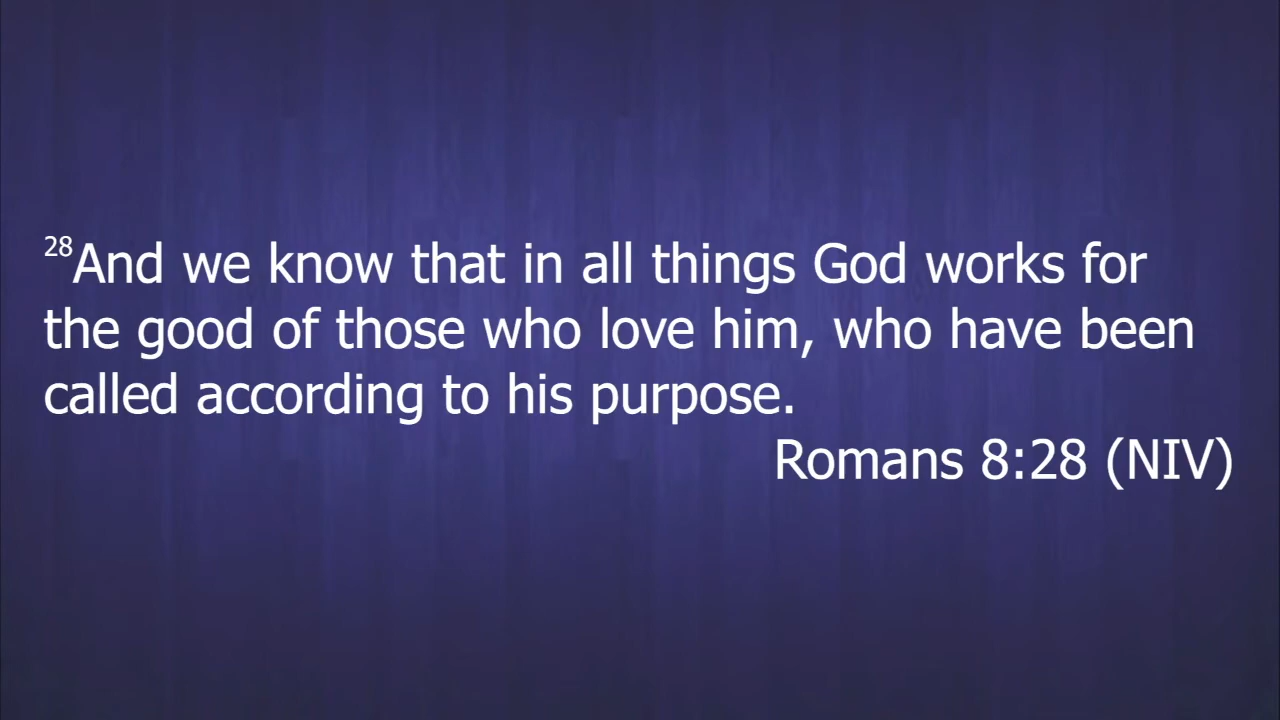 28And we know that in all things God works for
the good of those who love him, who have been
called according to his purpose.
Romans 8:28 (NIV)